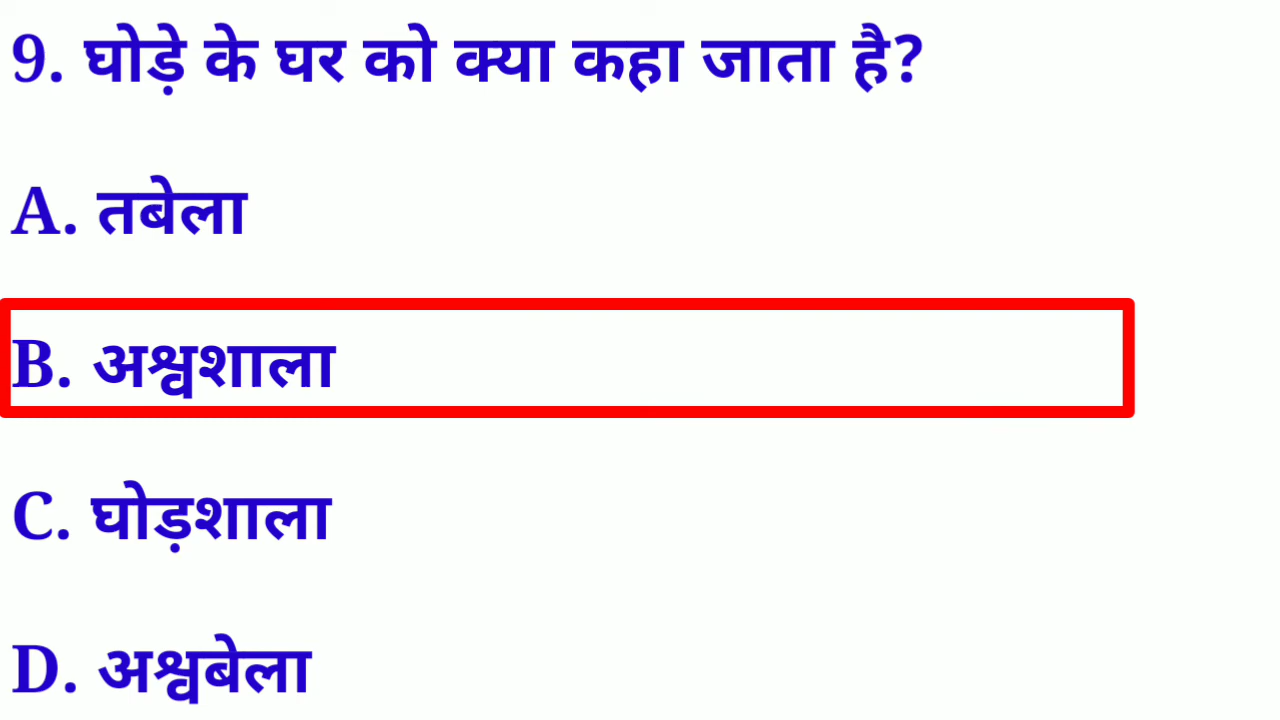 9. घोड़े के घर को क्या कहा जाता है?
A. तबेला
B. अश्वशाला
C. घोड़शाला
D. अश्वबेला